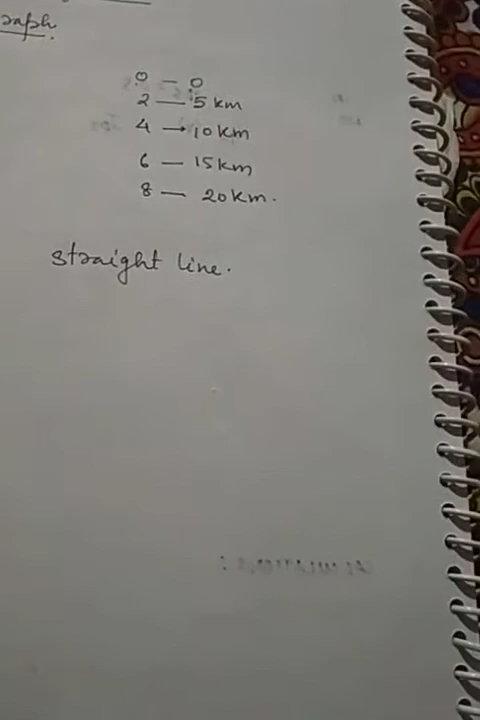 raph.
0 — 0
2 — 5 km
4 → 10 km
6 — 15 km
8 — 20 km.
straight line.